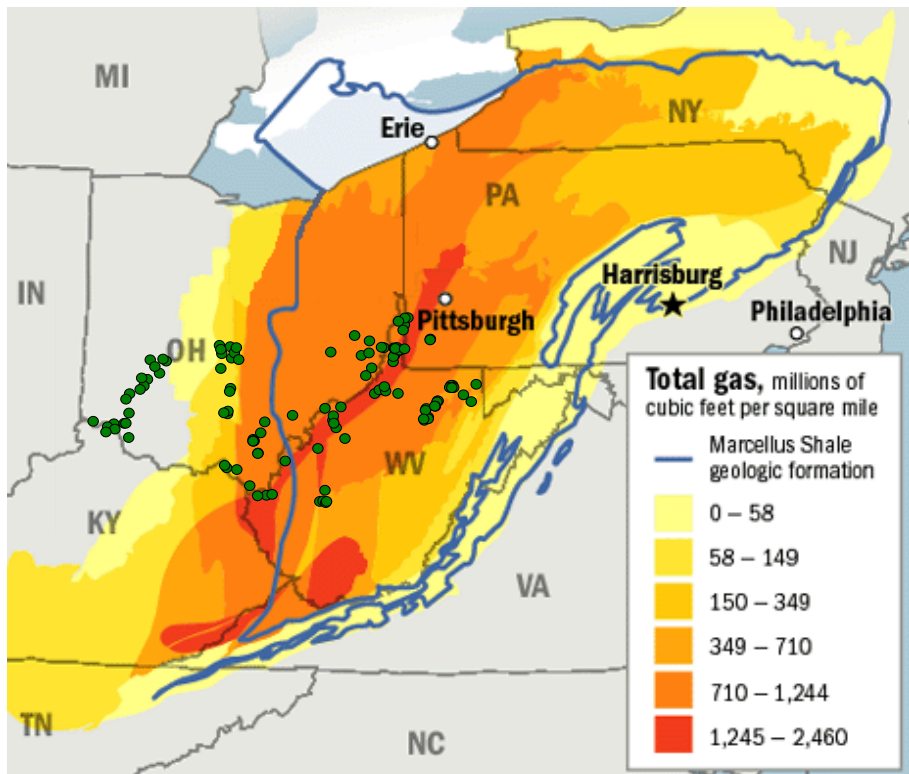 MI
Erie
NY
PA
NJ
IN
Harrisburg
OH
Pittsburgh
Philadelphia
Total gas, millions of
cubic feet per square mile
Marcellus Shale
geologic formation
WV
0 – 58
KY
58 – 149
VA
150 – 349
349 – 710
710 – 1,244
TN
1,245 – 2,460
NC